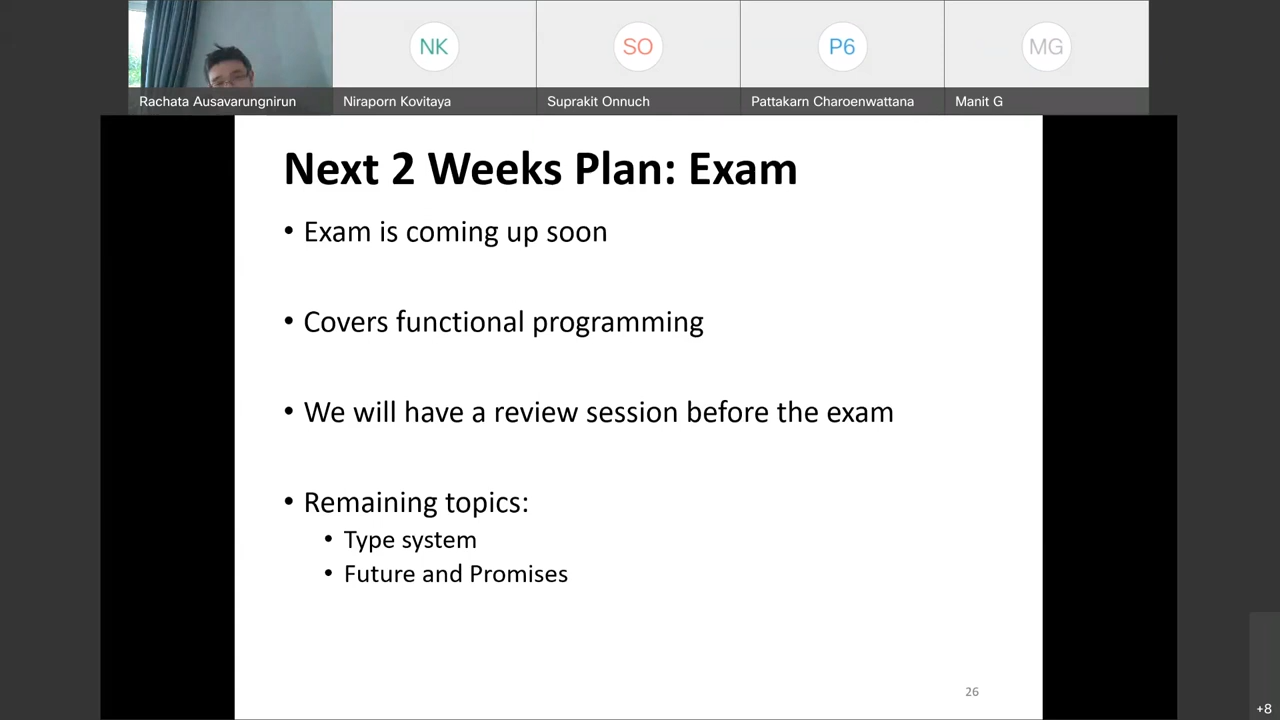 NK
SO
P6
MG
Rachata Ausavarungnirun
Niraporn Kovitaya
Suprakit Onnuch
Pattakarn Charoenwattana
Manit G
Next 2 Weeks Plan: Exam
• Exam is coming up soon
• Covers functional programming
• We will have a review session before the exam
• Remaining topics:
• Type system
• Future and Promises
26
+8